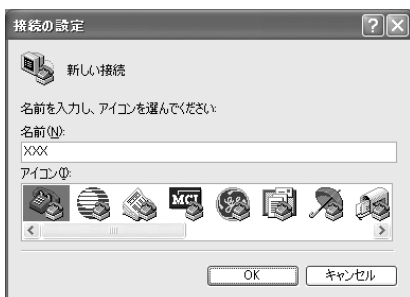 接続の設定
新しい接続
名前を入力し、アイコンを選んでください:
名前(N):
XXX
アイコン(I):
MCI
OK
キャンセル